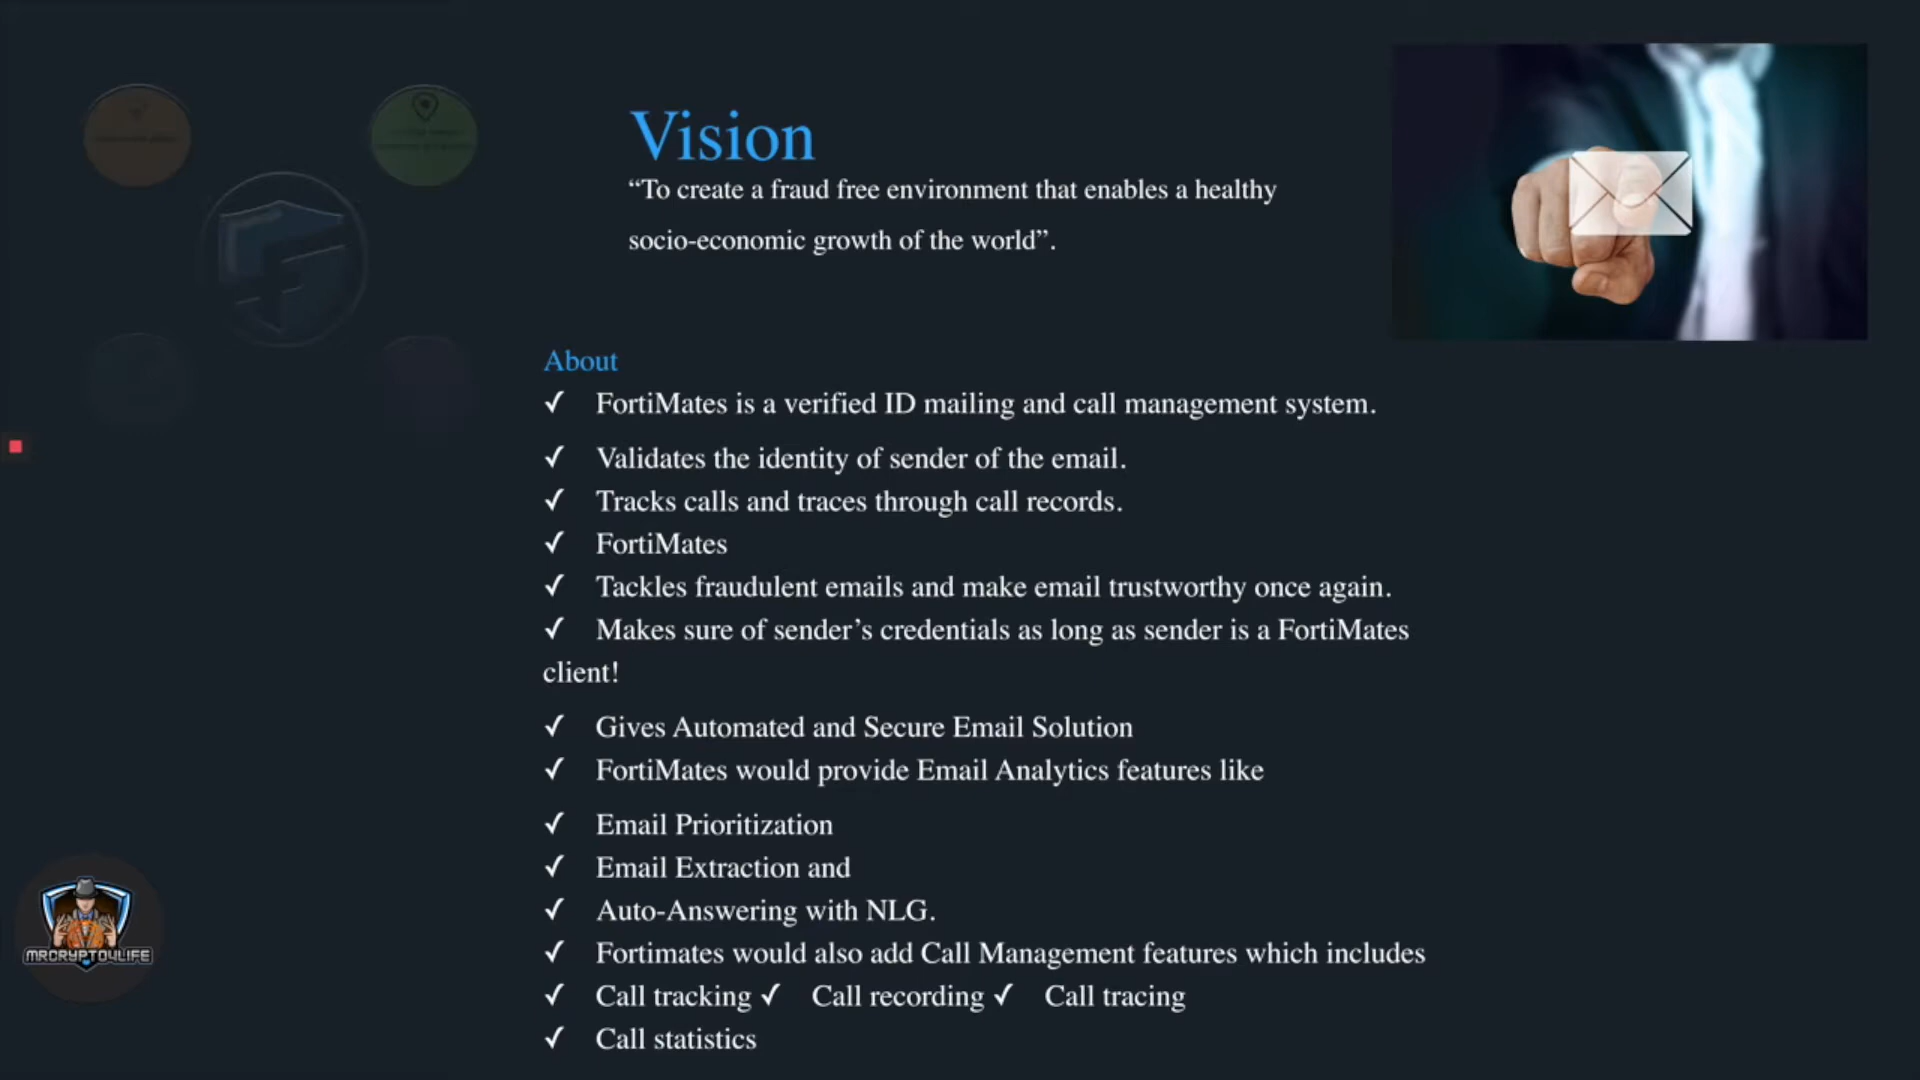 Vision
“To create a fraud free environment that enables a healthy
socio-economic growth of the world”.
About
✓ FortiMates is a verified ID mailing and call management system.
✓ Validates the identity of sender of the email.
✓ Tracks calls and traces through call records.
✓ FortiMates
✓ Tackles fraudulent emails and make email trustworthy once again.
✓ Makes sure of sender’s credentials as long as sender is a FortiMates
client!
✓ Gives Automated and Secure Email Solution
✓ FortiMates would provide Email Analytics features like
✓ Email Prioritization
✓ Email Extraction and
✓ Auto-Answering with NLG.
✓ Fortimates would also add Call Management features which includes
✓ Call tracking ✓ Call recording ✓ Call tracing
✓ Call statistics
MRCRYPTO4LIFE